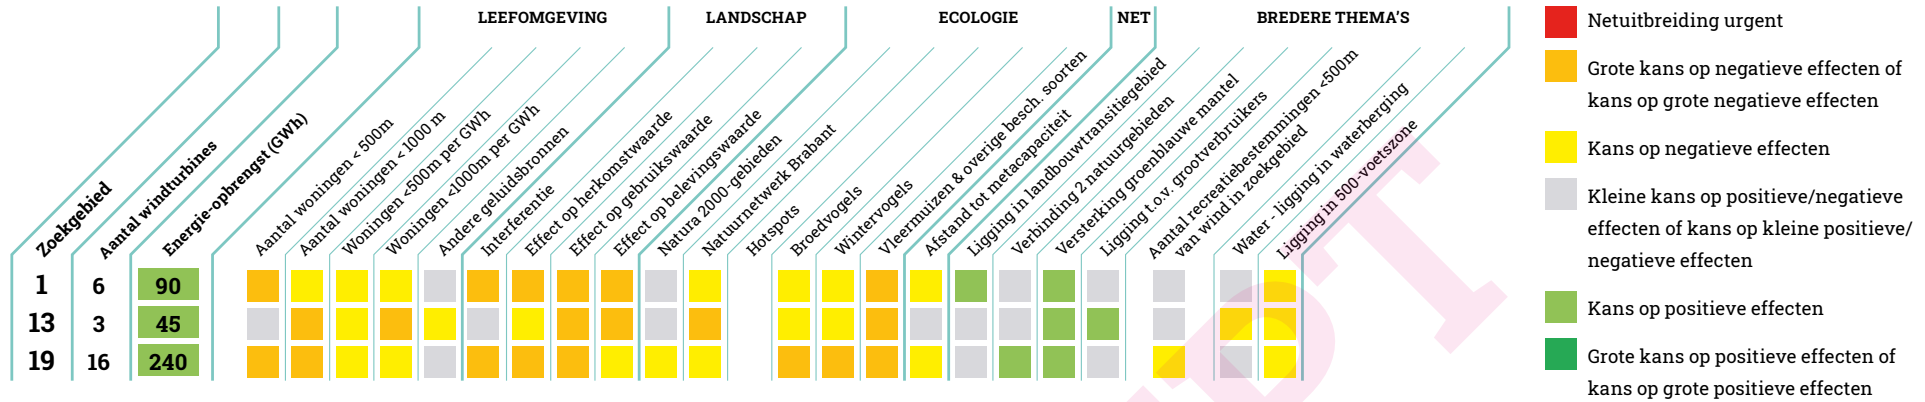 LEEFOMGEVING
LANDSCHAP
ECOLOGIE
NET
BREDERE THEMA'S
Zoekgebied
Aantal windturbines
Energie-opbrengst (GWh)
Aantal woningen < 500m
Aantal woningen < 1000 m
Woningen <500m per GWh
Woningen <1000m per GWh
Andere geluidsbronnen
Interferentie
Effect op herkomstwaarde
Effect op gebruikswaarde
Effect op belevingswaarde
Natura 2000-gebieden
Natuurnetwerk Brabant
Hotspots
Broedvogels
Wintervogels
Vleermuizen & overige besch. soorten
Afstand tot metacapaciteit
Ligging in landbouwtransitiegebied
Verbinding 2 natuurgebieden
Versterking groenblauwe mantel
Ligging t.o.v. grootverbruikers
Aantal recreatiebestemmingen <500m
van wind in zoekgebied
Water - ligging in waterberging
Ligging in 500-voetszone
1 6 90
13 3 45
19 16 240
Netuitbreiding urgent
Grote kans op negatieve effecten of
kans op grote negatieve effecten
Kans op negatieve effecten
Kleine kans op positieve/negatieve
effecten of kans op kleine positieve/
negatieve effecten
Kans op positieve effecten
Grote kans op positieve effecten of
kans op grote positieve effecten